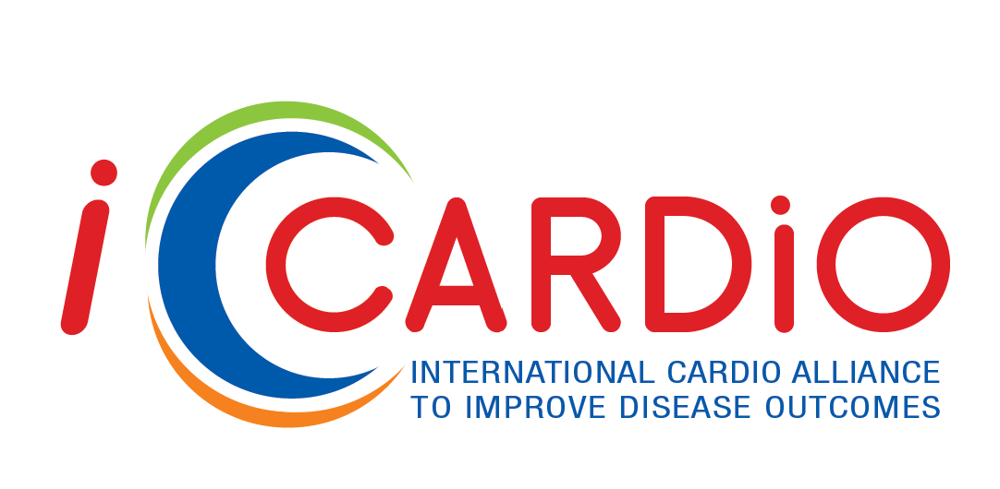 iCARDiO
INTERNATIONAL CARDIO ALLIANCE
TO IMPROVE DISEASE OUTCOMES